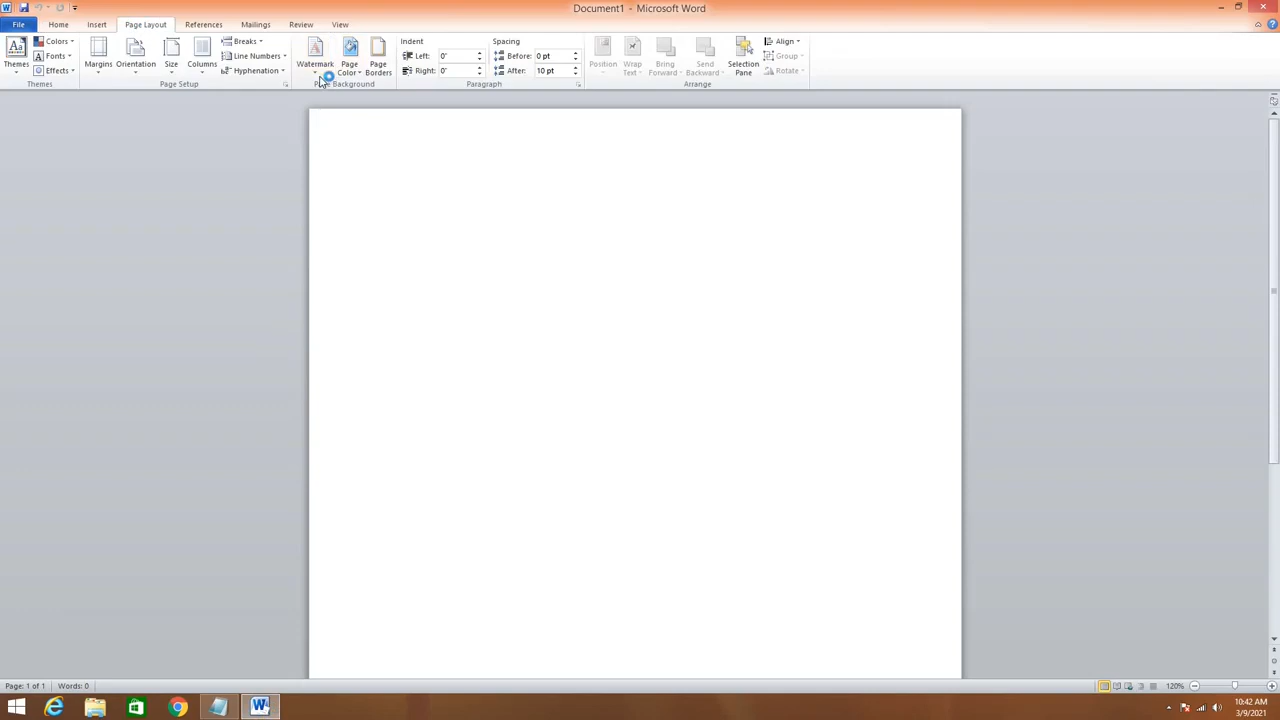 Document1 - Microsoft Word
File Home Insert Page Layout References Mailings Review View
Aa Themes Colors Fonts Effects
Themes
Margins Orientation Size Columns Breaks Line Numbers Hyphenation
Page Setup
Watermark Page Color Page Borders
Page Background
Indent
Left: 0"
Right: 0"
Spacing
Before: 0 pt
After: 10 pt
Paragraph
Position Wrap Text Bring Forward Send Backward Selection Pane Align Group Rotate
Arrange
Page: 1 of 1 Words: 0
120%
10:42 AM
3/9/2021